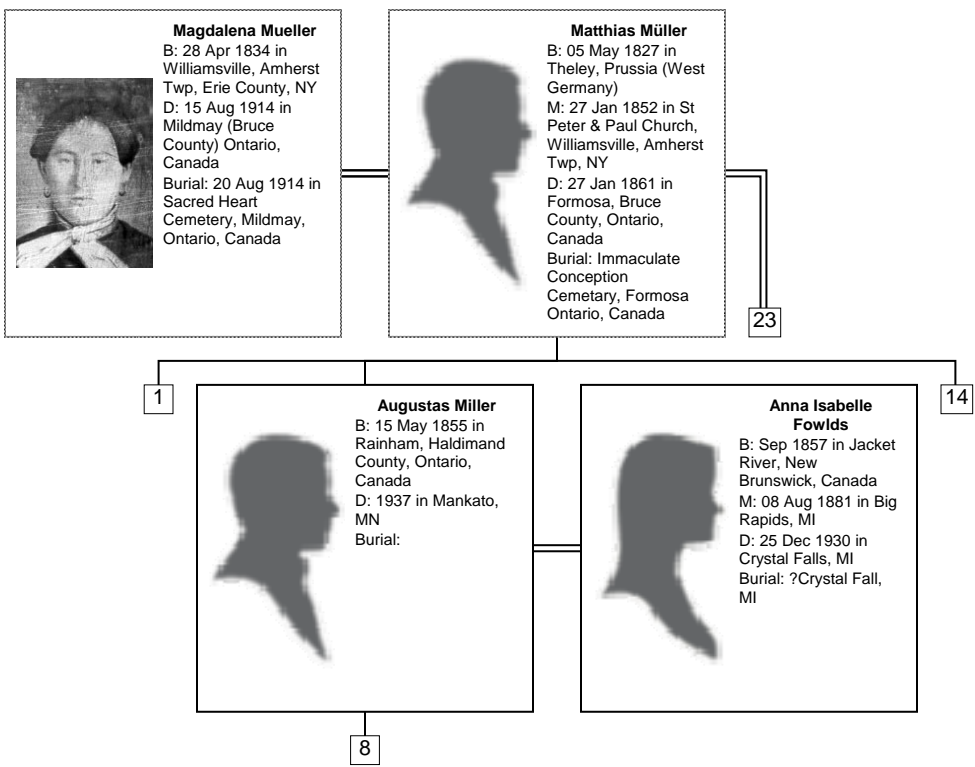 Magdalena Mueller
B: 28 Apr 1834 in
Williamsville, Amherst
Twp, Erie County, NY
D: 15 Aug 1914 in
Mildmay (Bruce
County) Ontario,
Canada
Burial: 20 Aug 1914 in
Sacred Heart
Cemetery, Mildmay,
Ontario, Canada
Matthias Müller
B: 05 May 1827 in
Theley, Prussia (West
Germany)
M: 27 Jan 1852 in St
Peter & Paul Church,
Williamsville, Amherst
Twp, NY
D: 27 Jan 1861 in
Formosa, Bruce
County, Ontario,
Canada
Burial: Immaculate
Conception
Cemetary, Formosa
Ontario, Canada
23
1
14
Augustas Miller
B: 15 May 1855 in
Rainham, Haldimand
County, Ontario,
Canada
D: 1937 in Mankato,
MN
Burial:
Anna Isabelle
Fowlds
B: Sep 1857 in Jacket
River, New
Brunswick, Canada
M: 08 Aug 1881 in Big
Rapids, MI
D: 25 Dec 1930 in
Crystal Falls, MI
Burial: ?Crystal Fall,
MI
8